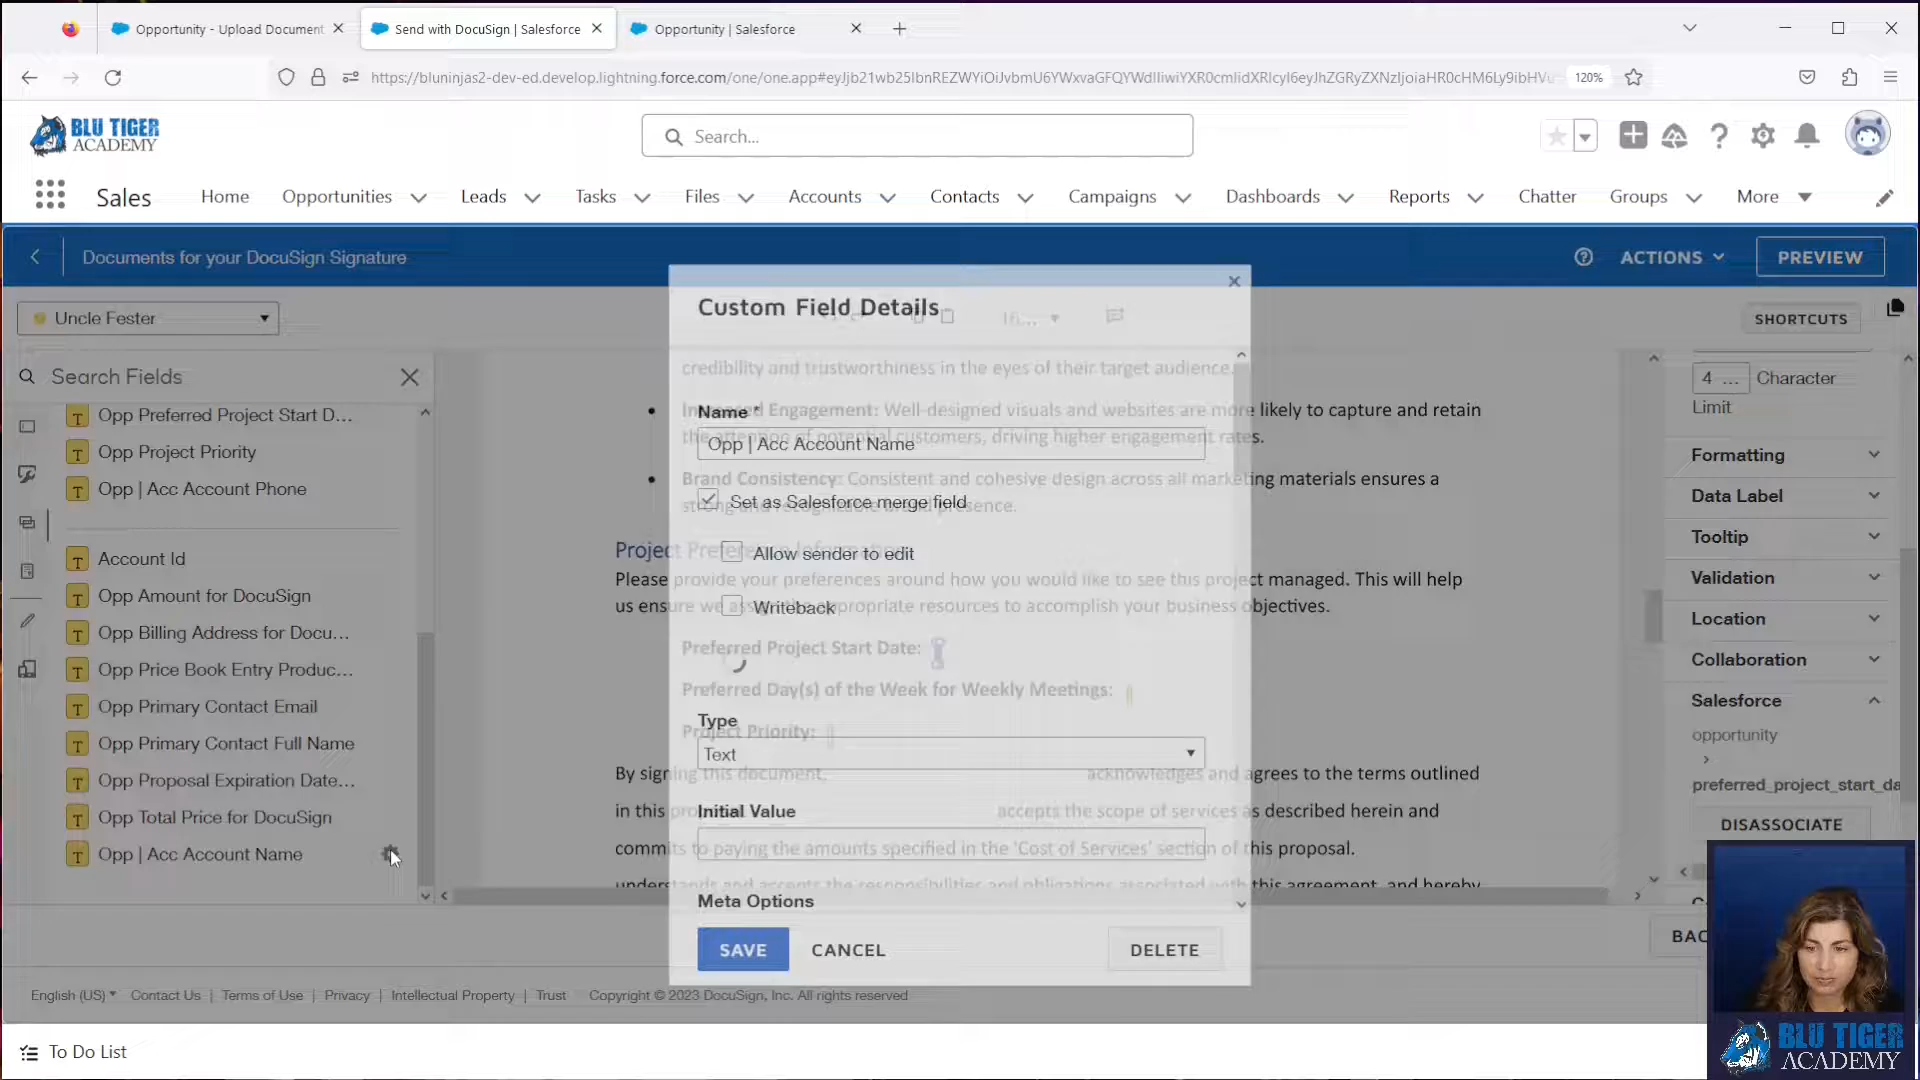 Opportunity - Upload Document
Send with DocuSign | Salesforce
Opportunity | Salesforce
https://bluninjas2-dev-ed.develop.lightning.force.com/one/one.app#eyJjb21wb25lbnREZWYiOiJvbmU6YWxvaGFQYWdlIiwiYXR0cmlidXRlcyI6eyJhZGRyZXNzIjoiaHR0cHM6Ly9ibHVu
120%
BLU TIGER
ACADEMY
Search...
Sales
Home
Opportunities
Leads
Tasks
Files
Accounts
Contacts
Campaigns
Dashboards
Reports
Chatter
Groups
More
Documents for your DocuSign Signature
ACTIONS
PREVIEW
Uncle Fester
SHORTCUTS
Search Fields
Opp Preferred Project Start D...
Opp Project Priority
Opp | Acc Account Phone
Account Id
Opp Amount for DocuSign
Opp Billing Address for Docu...
Opp Price Book Entry Produc...
Opp Primary Contact Email
Opp Primary Contact Full Name
Opp Proposal Expiration Date...
Opp Total Price for DocuSign
Opp | Acc Account Name
Custom Field Details
Name *
Opp | Acc Account Name
Set as Salesforce merge field
Allow sender to edit
Writeback
Type
Text
Initial Value
Meta Options
SAVE
CANCEL
DELETE
credibility and trustworthiness in the eyes of their target audience.
Engagement: Well-designed visuals and websites are more likely to capture and retain
the attention of potential customers, driving higher engagement rates.
Brand Consistency: Consistent and cohesive design across all marketing materials ensures a
strong and recognizable brand presence.
Project Preference Information
Please provide your preferences around how you would like to see this project managed. This will help
us ensure we assign the appropriate resources to accomplish your business objectives.
Preferred Project Start Date:
Preferred Day(s) of the Week for Weekly Meetings:
Project Priority:
By signing this document, acknowledges and agrees to the terms outlined
in this pro accepts the scope of services as described herein and
commits to paying the amounts specified in the 'Cost of Services' section of this proposal.
understands and accepts the responsibilities and obligations associated with this agreement, and hereby
4 ... Character
Limit
Formatting
Data Label
Tooltip
Validation
Location
Collaboration
Salesforce
opportunity
>
preferred_project_start_da
DISASSOCIATE
BAC
English (US)
Contact Us | Terms of Use | Privacy | Intellectual Property | Trust
Copyright © 2023 DocuSign, Inc. All rights reserved
To Do List
BLU TIGER
ACADEMY